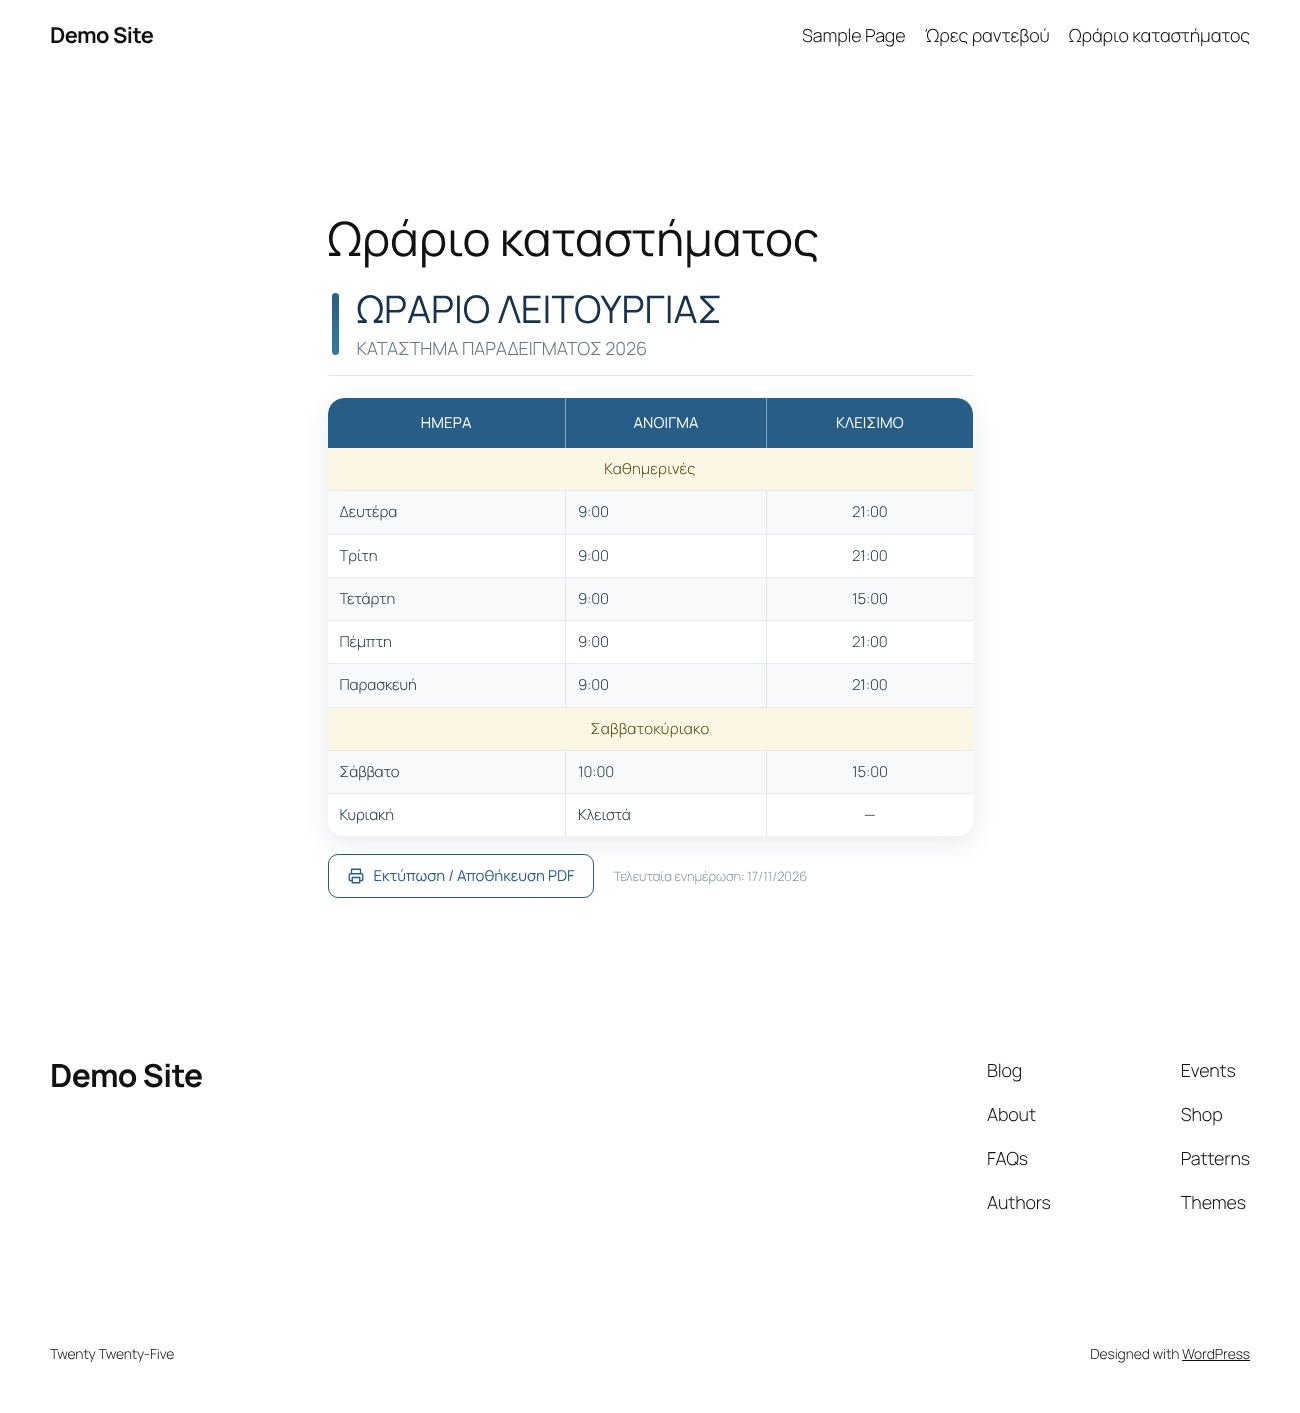 Demo Site
Sample Page Ώρες ραντεβού Ωράριο καταστήματος
Ωράριο καταστήματος
ΩΡΑΡΙΟ ΛΕΙΤΟΥΡΓΙΑΣ
ΚΑΤΑΣΤΗΜΑ ΠΑΡΑΔΕΙΓΜΑΤΟΣ 2026
ΗΜΕΡΑ ΑΝΟΙΓΜΑ ΚΛΕΙΣΙΜΟ
Καθημερινές
Δευτέρα 9:00 21:00
Τρίτη 9:00 21:00
Τετάρτη 9:00 15:00
Πέμπτη 9:00 21:00
Παρασκευή 9:00 21:00
Σαββατοκύριακο
Σάββατο 10:00 15:00
Κυριακή Κλειστά —
Εκτύπωση / Αποθήκευση PDF Τελευταία ενημέρωση: 17/11/2026
Demo Site
Blog
About
FAQs
Authors
Events
Shop
Patterns
Themes
Twenty Twenty-Five
Designed with WordPress